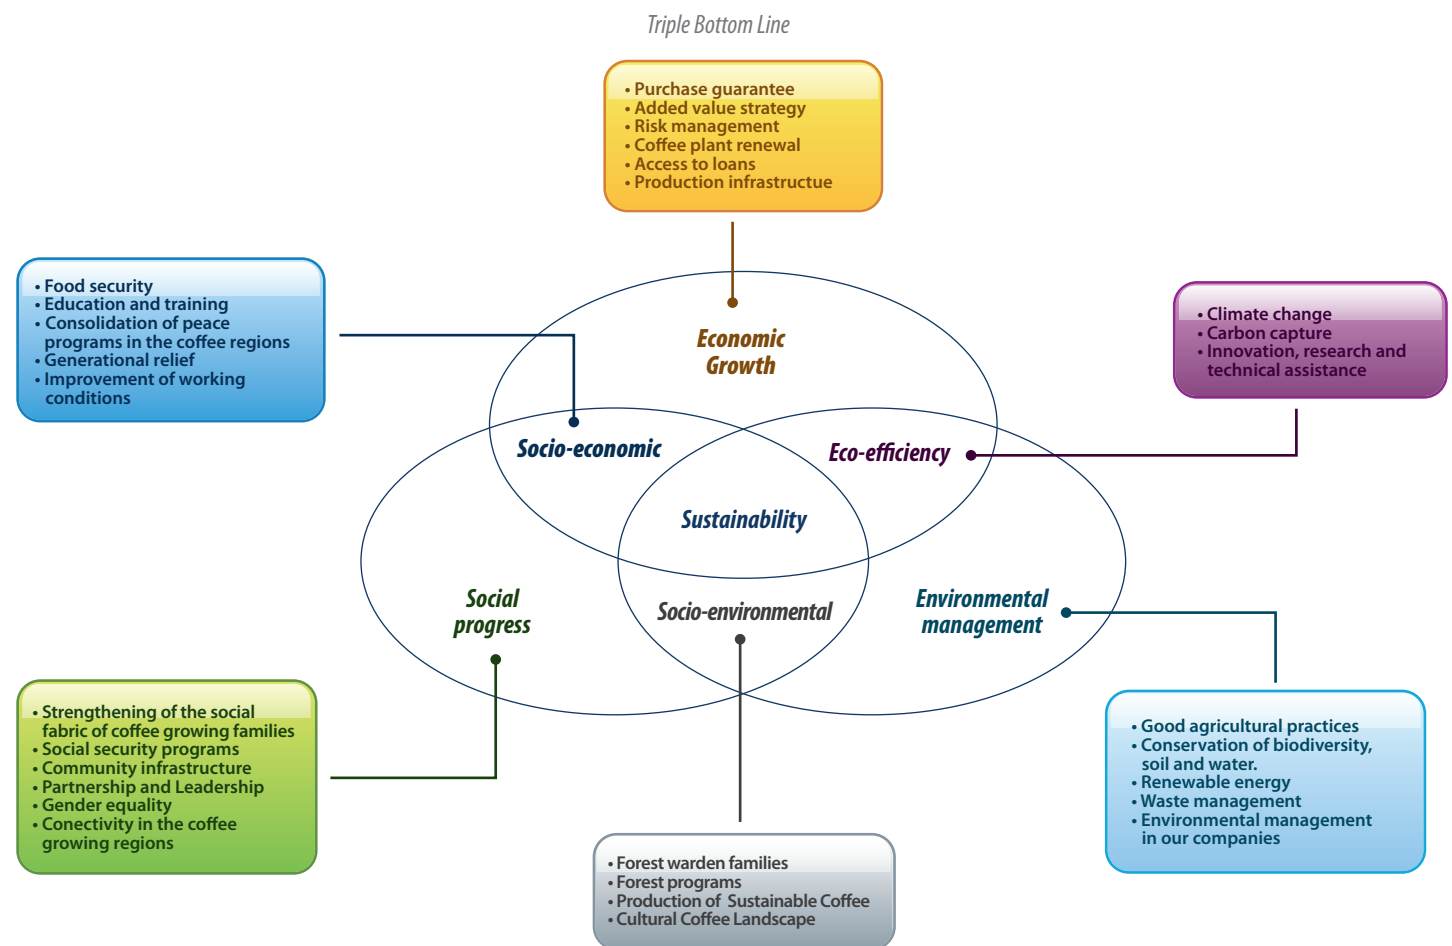 Triple Bottom Line
• Purchase guarantee
• Added value strategy
• Risk management
• Coffee plant renewal
• Access to loans
• Production infrastructue
• Food security
• Education and training
• Consolidation of peace
programs in the coffee regions
• Generational relief
• Improvement of working
conditions
• Climate change
• Carbon capture
• Innovation, research and
technical assistance
Economic
Growth
Socio-economic
Eco-efficiency
Sustainability
Social
progress
Socio-environmental
Environmental
management
• Strengthening of the social
fabric of coffee growing families
• Social security programs
• Community infrastructure
• Partnership and Leadership
• Gender equality
• Conectivity in the coffee
growing regions
• Forest warden families
• Forest programs
• Production of Sustainable Coffee
• Cultural Coffee Landscape
• Good agricultural practices
• Conservation of biodiversity,
soil and water.
• Renewable energy
• Waste management
• Environmental management
in our companies